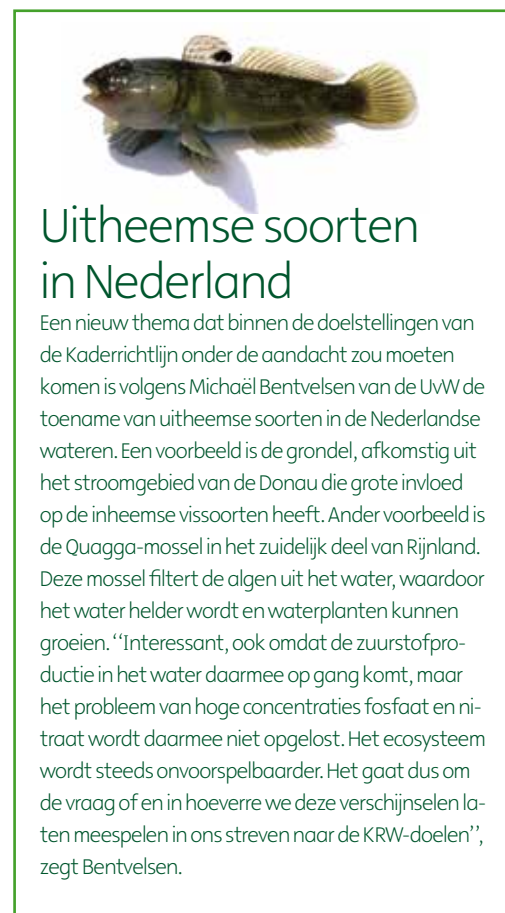 Uitheemse soorten
in Nederland
Een nieuw thema dat binnen de doelstellingen van
de Kaderrichtlijn onder de aandacht zou moeten
komen is volgens Michaël Bentvelsen van de UvW de
toename van uitheemse soorten in de Nederlandse
wateren. Een voorbeeld is de grondel, afkomstig uit
het stroomgebied van de Donau die grote invloed
op de inheemse vissoorten heeft. Ander voorbeeld is
de Quagga-mossel in het zuidelijk deel van Rijnland.
Deze mossel filtert de algen uit het water, waardoor
het water helder wordt en waterplanten kunnen
groeien. ‘‘Interessant, ook omdat de zuurstofpro-
ductie in het water daarmee op gang komt, maar
het probleem van hoge concentraties fosfaat en ni-
traat wordt daarmee niet opgelost. Het ecosysteem
wordt steeds onvoorspelbaarder. Het gaat dus om
de vraag of en in hoeverre we deze verschijnselen la-
ten meespelen in ons streven naar de KRW-doelen’’,
zegt Bentvelsen.